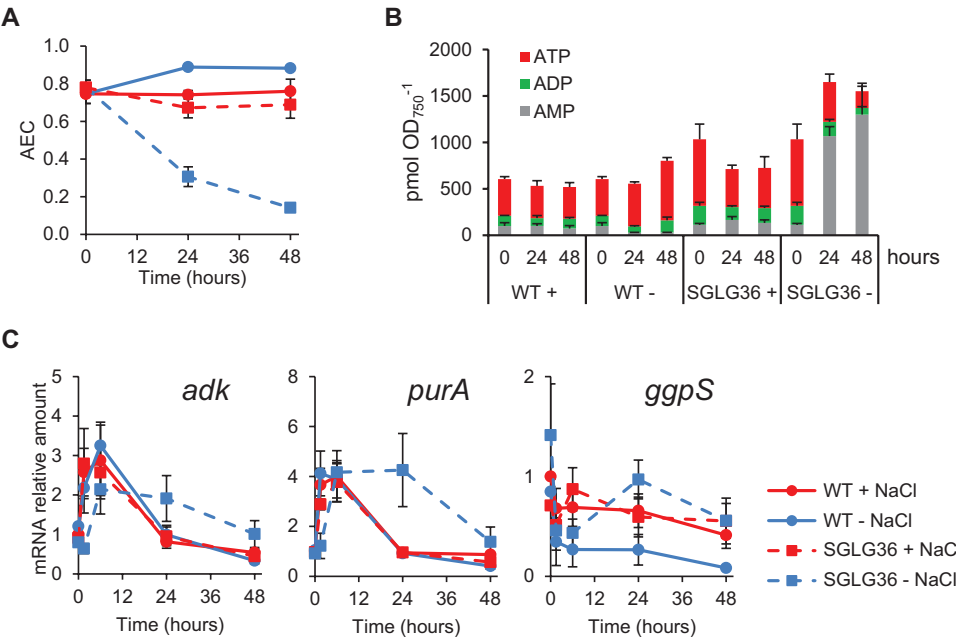 A
AEC
1.0
0.8
0.6
0.4
0.2
0.0
0 12 24 36 48
Time (hours)
B
pmol OD750-1
2000
1500
1000
500
0
ATP
ADP
AMP
0 24 48 0 24 48 0 24 48 0 24 48 hours
WT + WT - SGLG36 + SGLG36 -
C
mRNA relative amount
adk
5
4
3
2
1
0
0 12 24 36 48
Time (hours)
purA
8
6
4
2
0
0 12 24 36 48
Time (hours)
ggpS
2
1
0
0 12 24 36 48
Time (hours)
WT + NaCl
WT - NaCl
SGLG36 + NaC
SGLG36 - NaCl